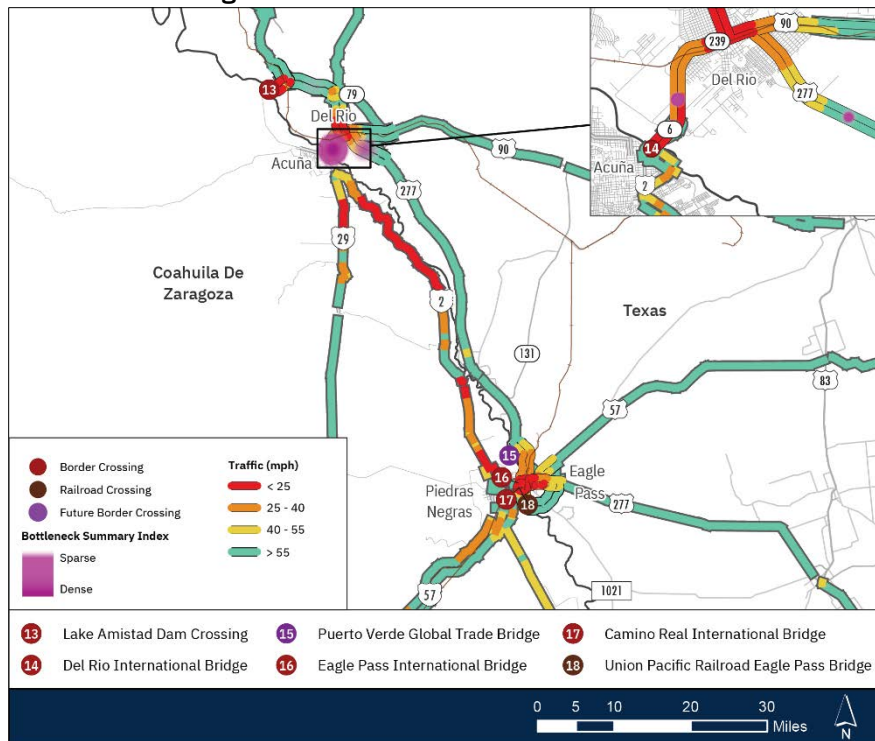 13
79
Del Rio
Acuña
90
277
29
2
Coahuila De
Zaragoza
Texas
131
83
57
15
16
Eagle
Pass
Piedras
Negras
17
18
277
57
1021
239
90
Del Rio
277
6
14
Acuña
2
Border Crossing
Railroad Crossing
Future Border Crossing
Bottleneck Summary Index
Sparse
Dense
Traffic (mph)
< 25
25 - 40
40 - 55
> 55
13 Lake Amistad Dam Crossing
14 Del Rio International Bridge
15 Puerto Verde Global Trade Bridge
16 Eagle Pass International Bridge
17 Camino Real International Bridge
18 Union Pacific Railroad Eagle Pass Bridge
0 5 10 20 30
Miles
N